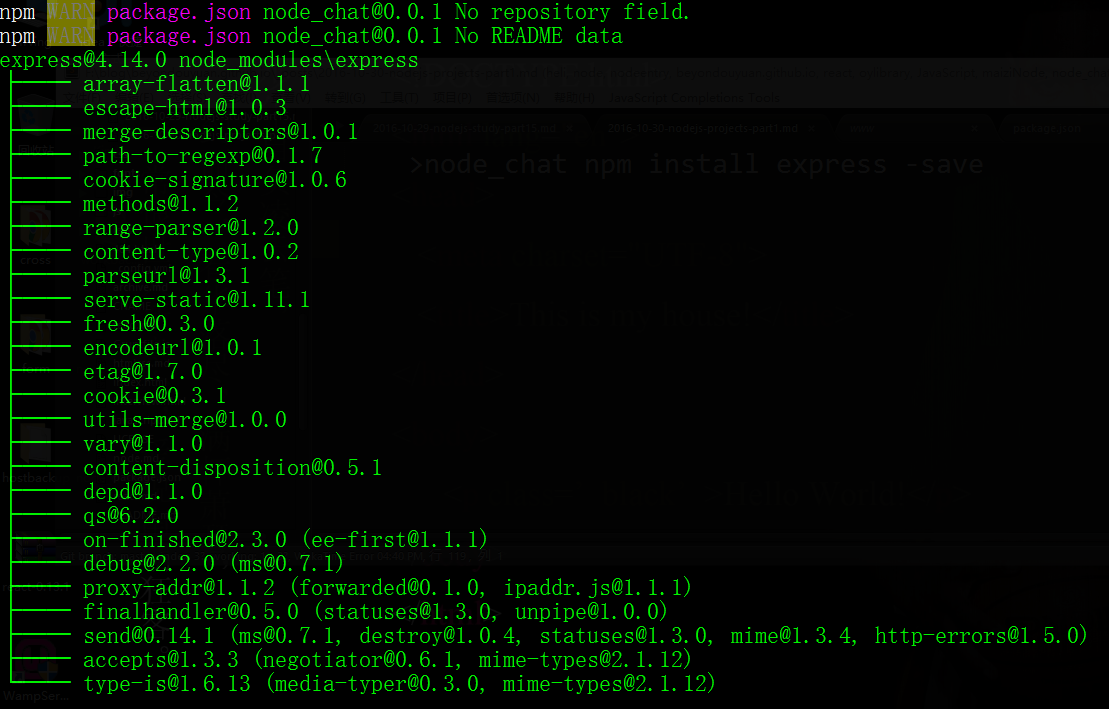 npm WARN package.json node_chat@0.0.1 No repository field.
npm WARN package.json node_chat@0.0.1 No README data
express@4.14.0 node_modules\express
array-flatten@1.1.1
escape-html@1.0.3
merge-descriptors@1.0.1
path-to-regexp@0.1.7
cookie-signature@1.0.6
methods@1.1.2
range-parser@1.2.0
content-type@1.0.2
parseurl@1.3.1
serve-static@1.11.1
fresh@0.3.0
encodeurl@1.0.1
etag@1.7.0
cookie@0.3.1
utils-merge@1.0.0
vary@1.1.0
content-disposition@0.5.1
depd@1.1.0
qs@6.2.0
on-finished@2.3.0 (ee-first@1.1.1)
debug@2.2.0 (ms@0.7.1)
proxy-addr@1.1.2 (forwarded@0.1.0, ipaddr.js@1.1.1)
finalhandler@0.5.0 (statuses@1.3.0, unpipe@1.0.0)
send@0.14.1 (ms@0.7.1, destroy@1.0.4, statuses@1.3.0, mime@1.3.4, http-errors@1.5.0)
accepts@1.3.3 (negotiator@0.6.1, mime-types@2.1.12)
type-is@1.6.13 (media-typer@0.3.0, mime-types@2.1.12)
2016-10-30-nodejs-projects-part1.md
>node_chat npm install express -save
cross
WampSer...